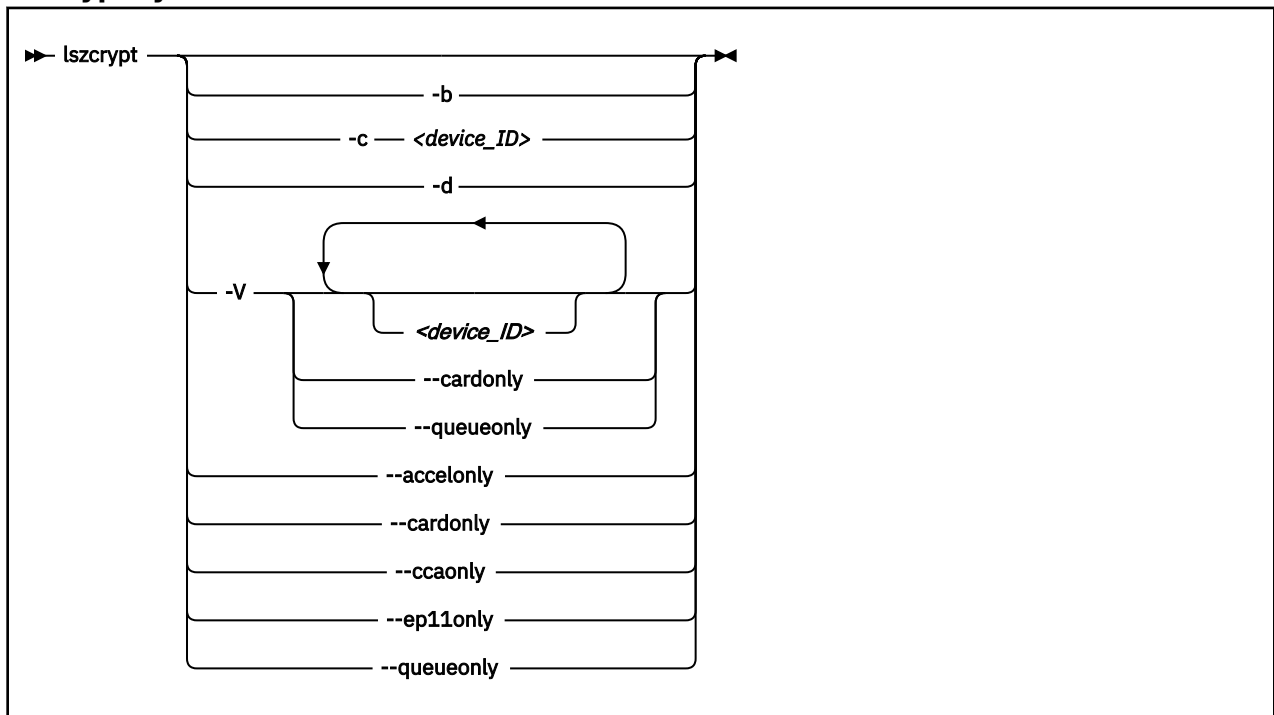 lszcrypt
-b
-c <device_ID>
-d
-V
<device_ID>
--cardonly
--queueonly
--accelonly
--cardonly
--ccaonly
--ep11only
--queueonly